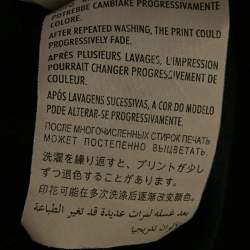 POTREBBE CAMBIARE PROGRESSIVAMENTE
COLORE.
AFTER REPEATED WASHING, THE PRINT COULD
PROGRESSIVELY FADE.
APRÈS PLUSIEURS LAVAGES, L'IMPRESSION
POURRAIT CHANGER PROGRESSIVEMENT DE
COULEUR.
APÓS LAVAGENS SUCESSIVAS, A COR DO MODELO
PODE ALTERAR-SE PROGRESSIVAMENTE.
ПОСЛЕ МНОГОЧИСЛЕННЫХ СТИРОК ПЕЧАТЬ
МОЖЕТ ПОСТЕПЕННО ВЫЦВЕТАТЬ.
洗濯を繰り返すと、プリントが少し
ずつ退色することがあります。
印花可能在多次洗涤后逐渐改变颜色。
بعد غسله لمرات عديدة قد تغير الطباعة